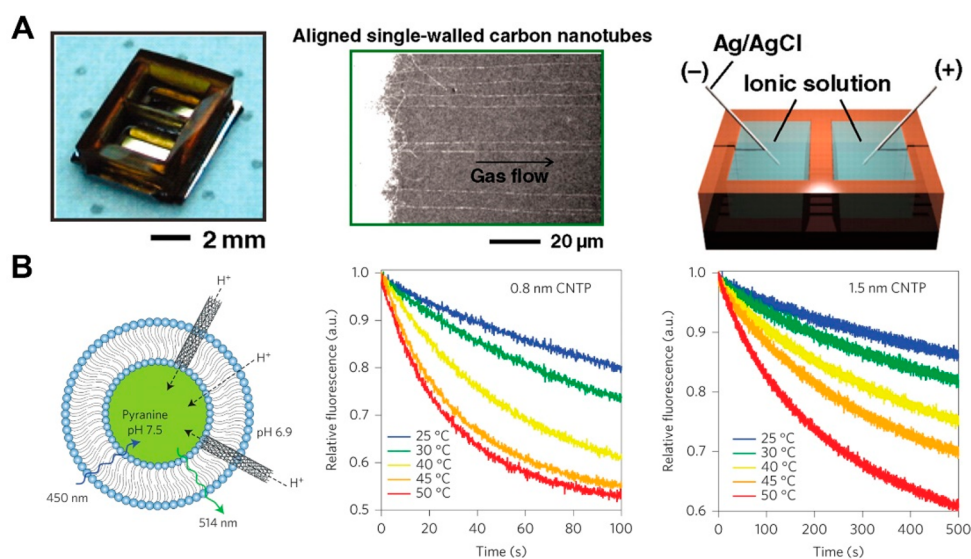 A
2 mm
Aligned single-walled carbon nanotubes
Gas flow
20 μm
Ag/AgCl
(−)
Ionic solution
(+)
B
H⁺
H⁺
Pyranine
pH 7.5
pH 6.9
H⁺
450 nm
514 nm
Relative fluorescence (a.u.)
1.0
0.9
0.8
0.7
0.6
0.5
0.8 nm CNTP
25 °C
30 °C
40 °C
45 °C
50 °C
0
20
40
60
80
100
Time (s)
Relative fluorescence (a.u.)
1.0
0.9
0.8
0.7
0.6
1.5 nm CNTP
25 °C
30 °C
40 °C
45 °C
50 °C
0
100
200
300
400
500
Time (s)